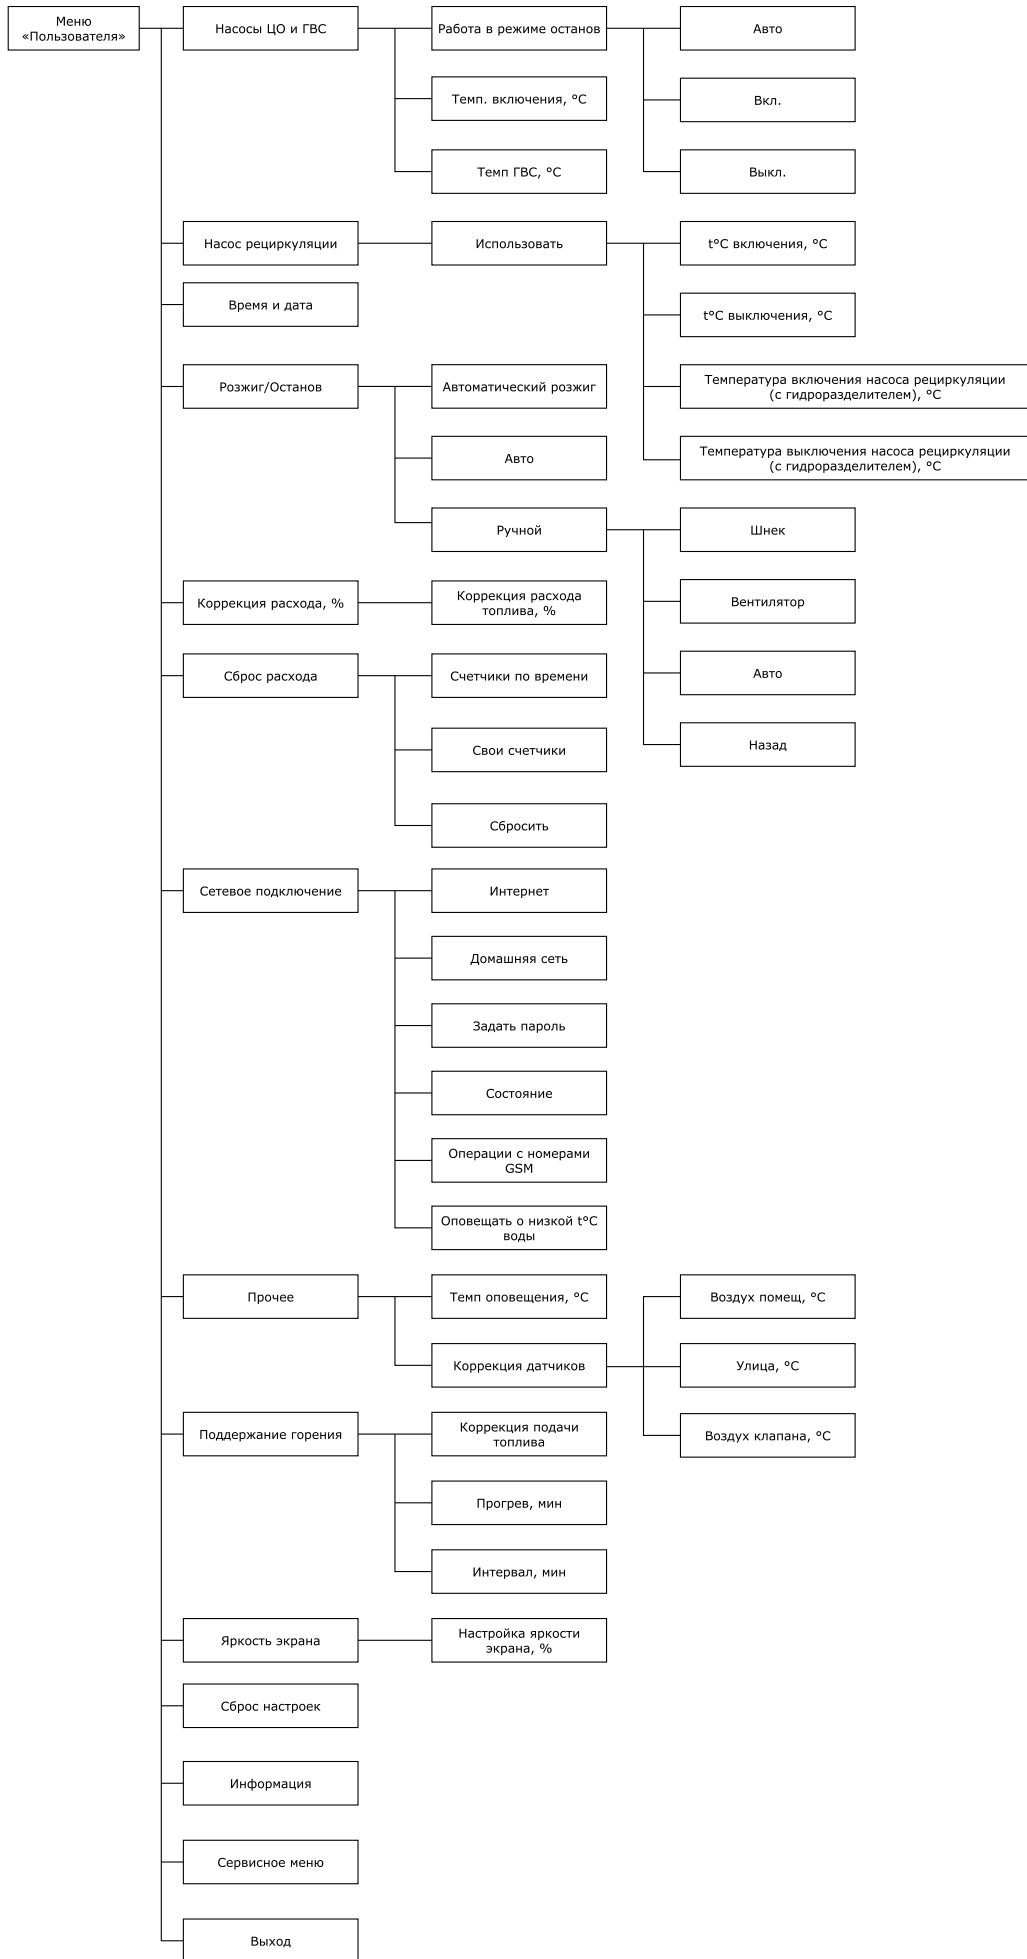 Меню
«Пользователя»
Насосы ЦО и ГВС
Работа в режиме останов
Авто
Темп. включения, °C
Вкл.
Темп ГВС, °C
Выкл.
Насос рециркуляции
Использовать
t°C включения, °C
Время и дата
t°C выключения, °C
Розжиг/Останов
Автоматический розжиг
Температура включения насоса рециркуляции
(с гидроразделителем), °C
Авто
Температура выключения насоса рециркуляции
(с гидроразделителем), °C
Ручной
Шнек
Коррекция расхода, %
Коррекция расхода
топлива, %
Вентилятор
Сброс расхода
Счетчики по времени
Авто
Свои счетчики
Назад
Сбросить
Сетевое подключение
Интернет
Домашняя сеть
Задать пароль
Состояние
Операции с номерами
GSM
Оповещать о низкой t°C
воды
Прочее
Темп оповещения, °C
Воздух помещ, °C
Коррекция датчиков
Улица, °C
Поддержание горения
Коррекция подачи
топлива
Воздух клапана, °C
Прогрев, мин
Интервал, мин
Яркость экрана
Настройка яркости
экрана, %
Сброс настроек
Информация
Сервисное меню
Выход